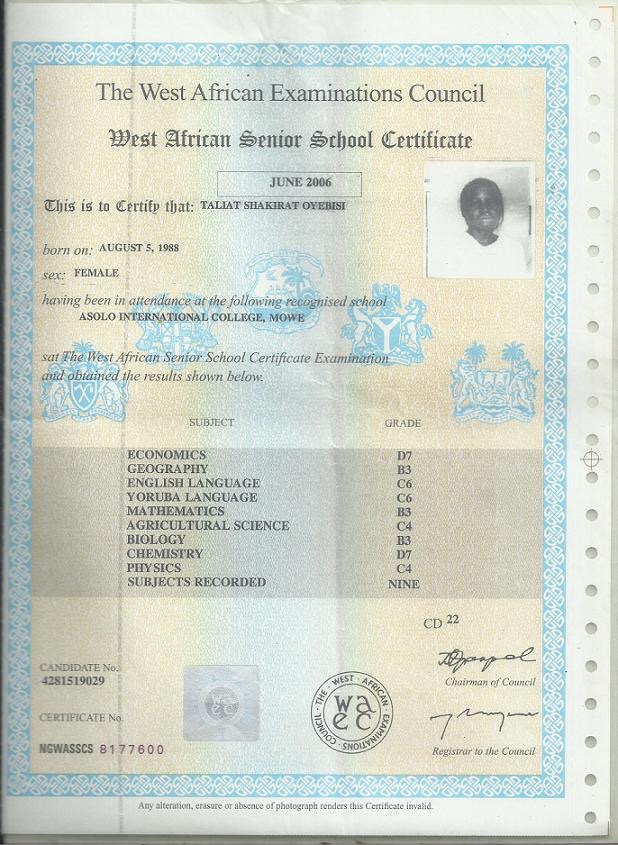 The West African Examinations Council
West African Senior School Certificate
JUNE 2006
This is to Certify that: TALIAT SHAKIRAT OYEBISI
born on: AUGUST 5, 1988
sex: FEMALE
having been in attendance at the following recognised school
ASOLO INTERNATIONAL COLLEGE, MOWE
sat The West African Senior School Certificate Examination
and obtained the results shown below.
SUBJECT GRADE
ECONOMICS D7
GEOGRAPHY B3
ENGLISH LANGUAGE C6
YORUBA LANGUAGE C6
MATHEMATICS B3
AGRICULTURAL SCIENCE C4
BIOLOGY B3
CHEMISTRY D7
PHYSICS C4
SUBJECTS RECORDED NINE
CD 22
Chairman of Council
CANDIDATE No.
4281519029
THE · WEST · AFRICAN · EXAMINATIONS · COUNCIL ·
wa
ec
CERTIFICATE No.
NGWASSCS 8177600
Registrar to the Council
Any alteration, erasure or absence of photograph renders this Certificate invalid.